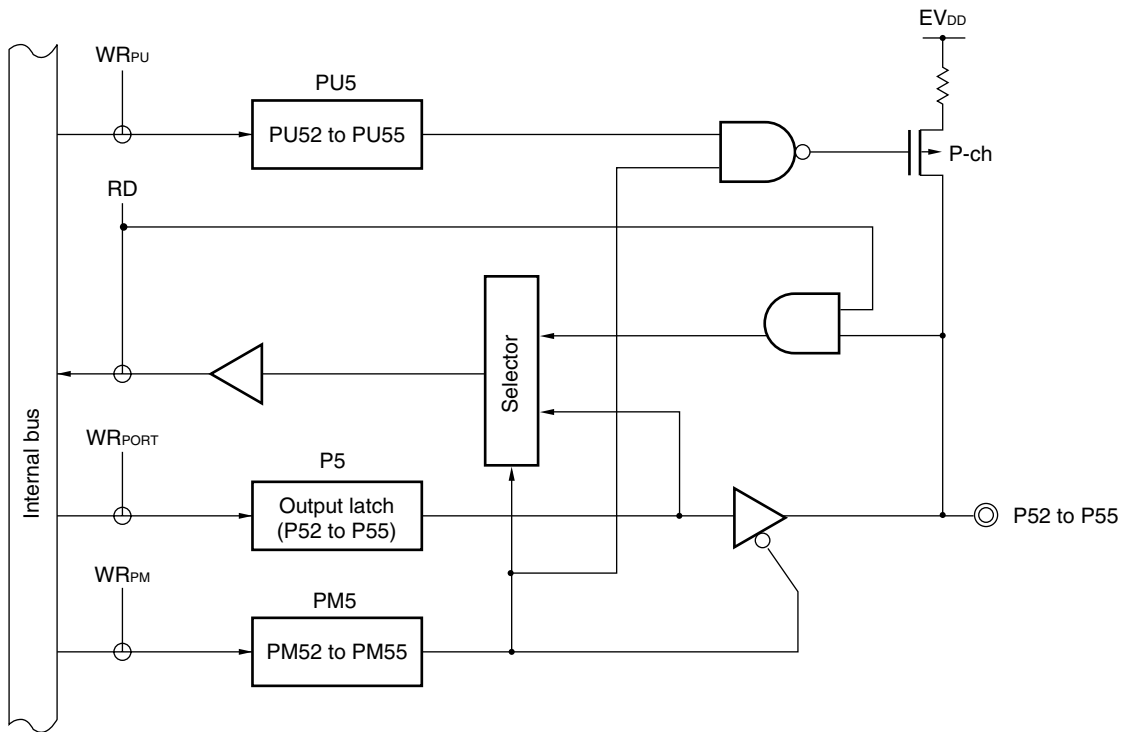 EVDD
WRPU
PU5
PU52 to PU55
P-ch
RD
Selector
Internal bus
WRPORT
P5
Output latch
(P52 to P55)
P52 to P55
WRPM
PM5
PM52 to PM55